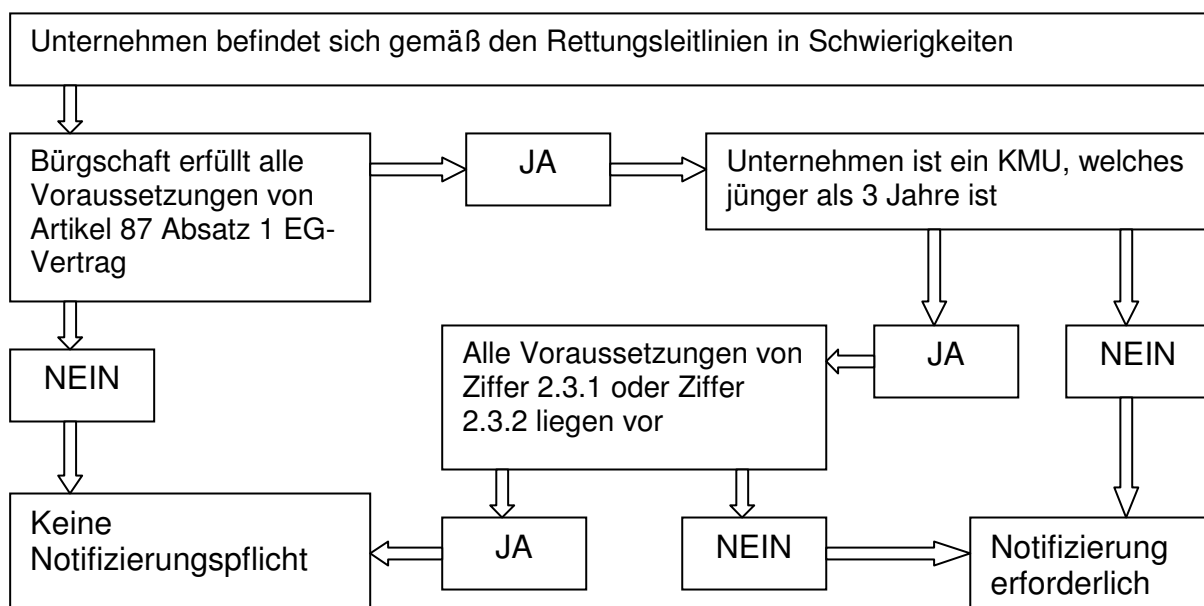 Unternehmen befindet sich gemäß den Rettungsleitlinien in Schwierigkeiten
Bürgschaft erfüllt alle
Voraussetzungen von
Artikel 87 Absatz 1 EG-
Vertrag
JA
Unternehmen ist ein KMU, welches
jünger als 3 Jahre ist
NEIN
Alle Voraussetzungen von
Ziffer 2.3.1 oder Ziffer
2.3.2 liegen vor
JA
NEIN
Keine
Notifizierungspflicht
JA
NEIN
Notifizierung
erforderlich